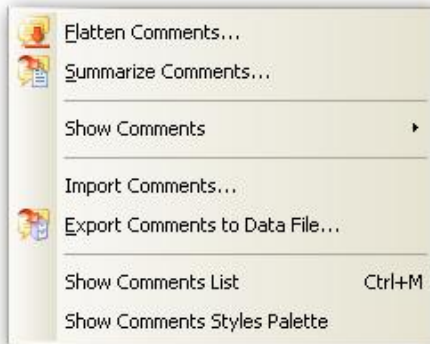 Flatten Comments...
Summarize Comments...
Show Comments
Import Comments...
Export Comments to Data File...
Show Comments List Ctrl+M
Show Comments Styles Palette